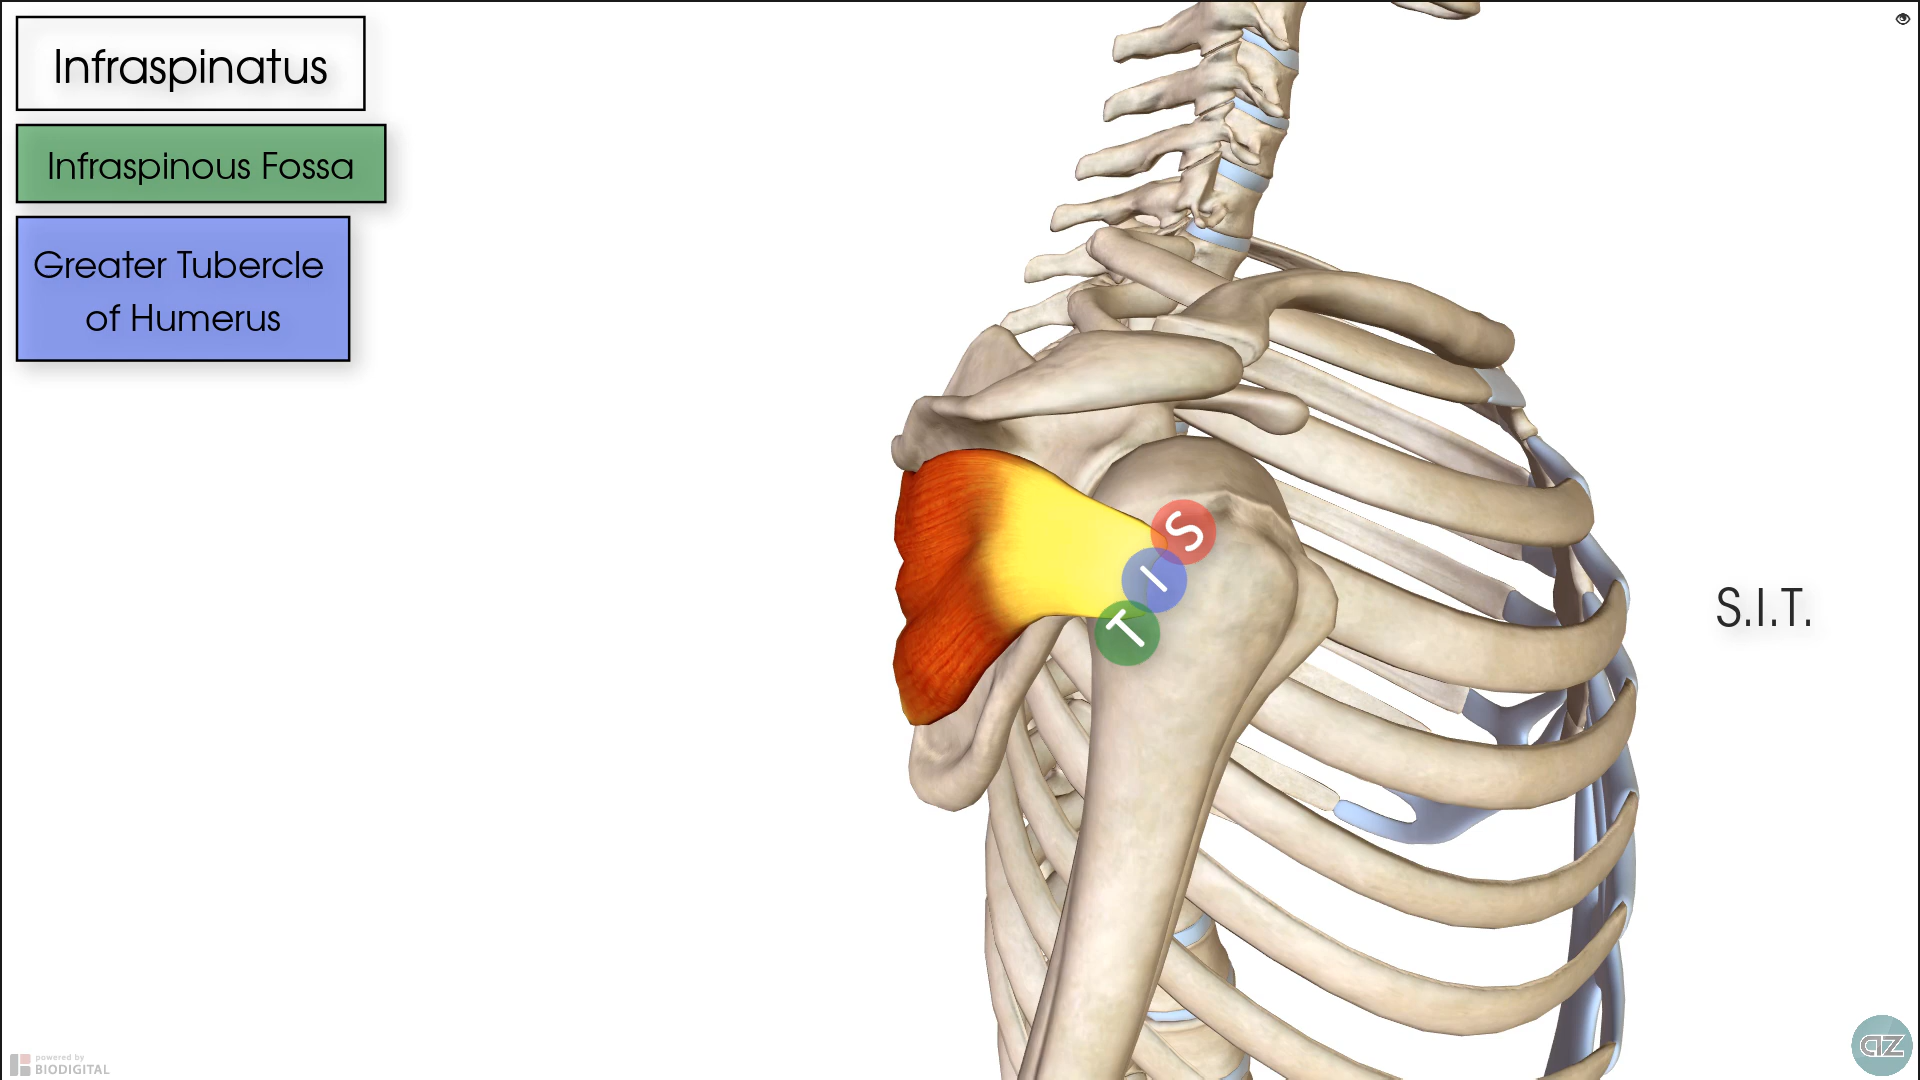 Infraspinatus
Infraspinous Fossa
Greater Tubercle
of Humerus
S
I
T
S.I.T.
powered by
BIODIGITAL
az